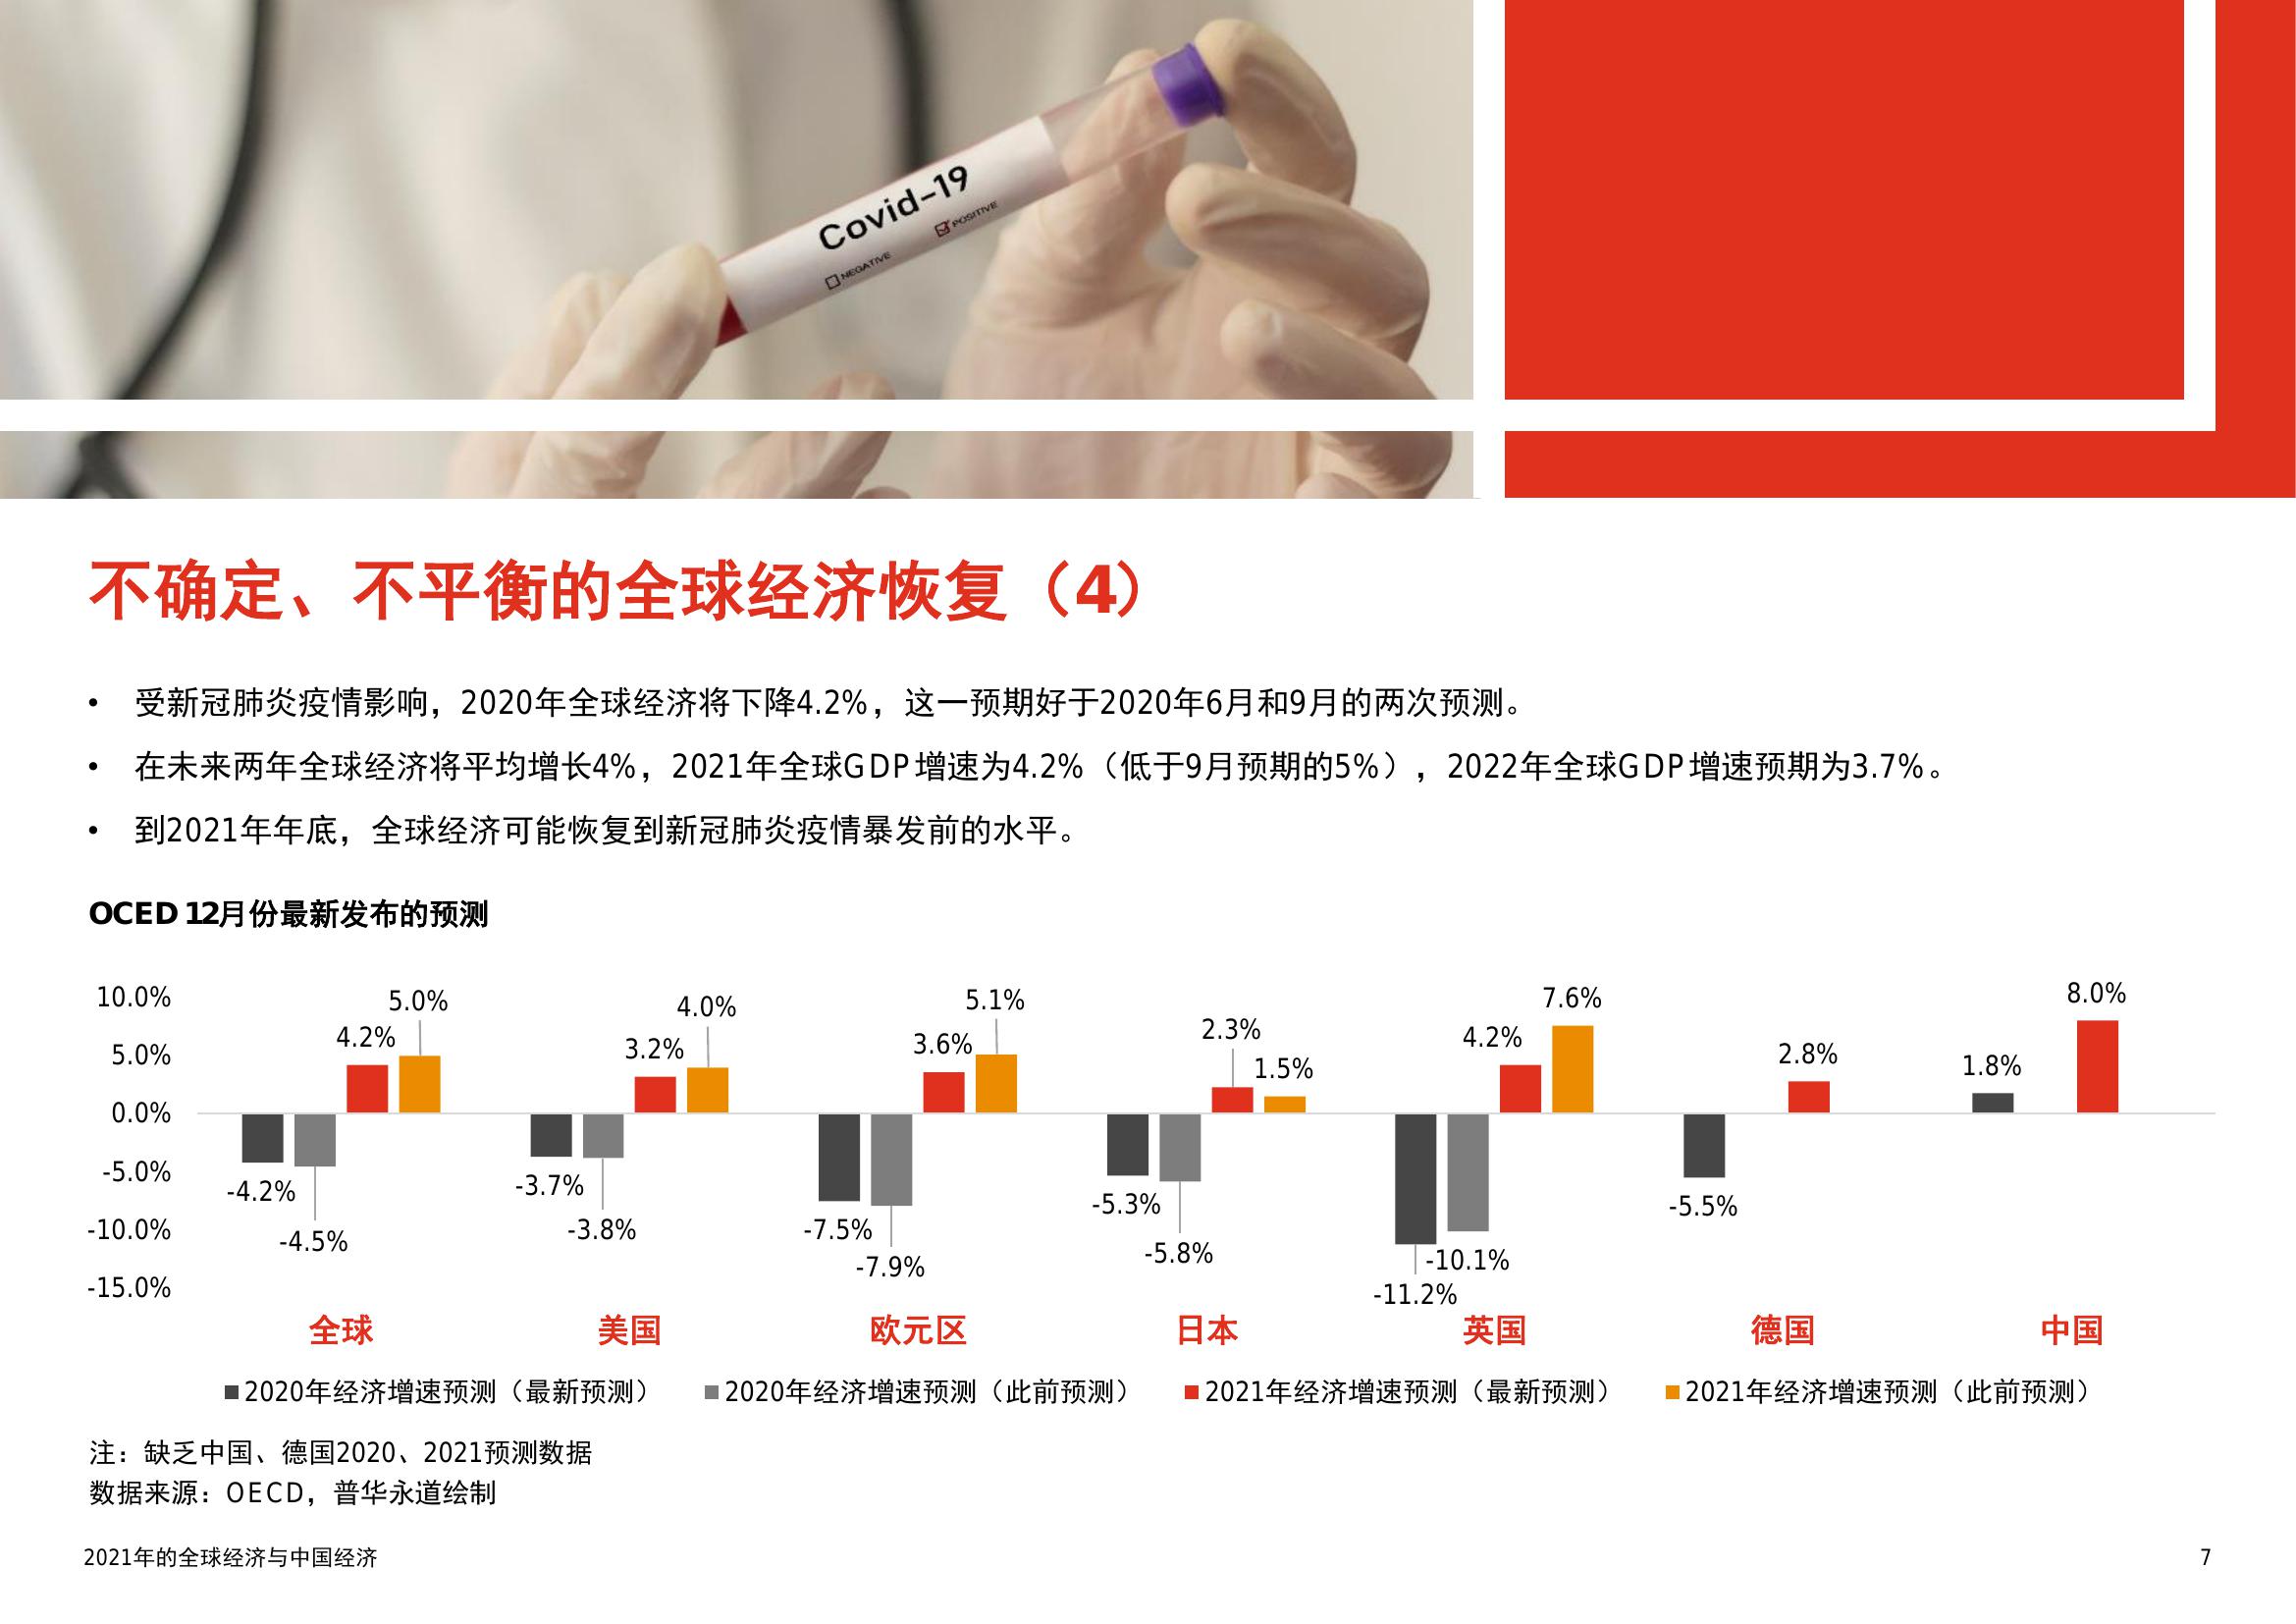 Covid-19
NEGATIVE
POSITIVE
不确定、不平衡的全球经济恢复（4）
• 受新冠肺炎疫情影响，2020年全球经济将下降4.2%，这一预期好于2020年6月和9月的两次预测。
• 在未来两年全球经济将平均增长4%，2021年全球GDP增速为4.2%（低于9月预期的5%），2022年全球GDP增速预期为3.7%。
• 到2021年年底，全球经济可能恢复到新冠肺炎疫情暴发前的水平。
OCED 12月份最新发布的预测
10.0%
5.0%
0.0%
-5.0%
-10.0%
-15.0%
-4.2%
-4.5%
4.2%
5.0%
-3.7%
-3.8%
3.2%
4.0%
-7.5%
-7.9%
3.6%
5.1%
-5.3%
-5.8%
2.3%
1.5%
-11.2%
-10.1%
4.2%
7.6%
-5.5%
2.8%
1.8%
8.0%
全球 美国 欧元区 日本 英国 德国 中国
2020年经济增速预测（最新预测） 2020年经济增速预测（此前预测） 2021年经济增速预测（最新预测） 2021年经济增速预测（此前预测）
注：缺乏中国、德国2020、2021预测数据
数据来源：OECD，普华永道绘制
2021年的全球经济与中国经济
7